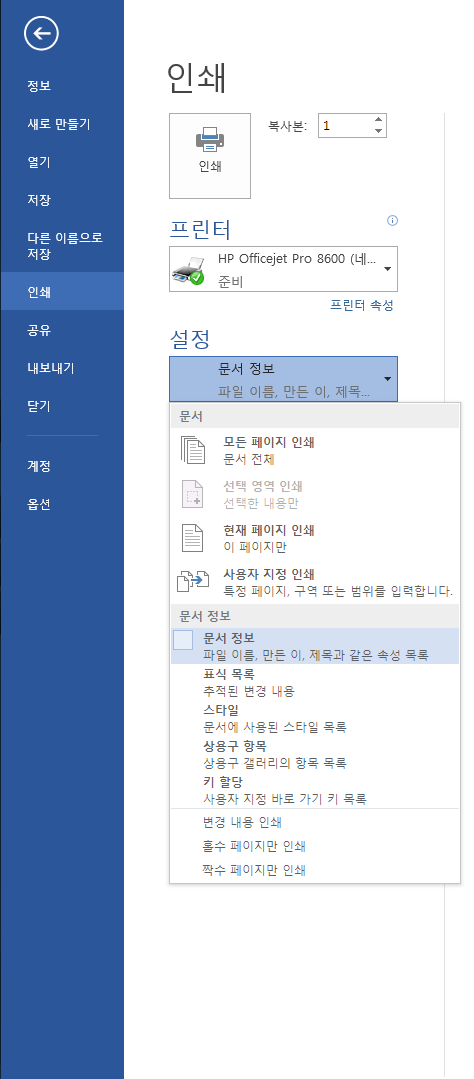 정보
새로 만들기
열기
저장
다른 이름으로
저장
인쇄
공유
내보내기
닫기
계정
옵션
인쇄
인쇄
복사본: 1
프린터
HP Officejet Pro 8600 (네...
준비
프린터 속성
설정
문서 정보
파일 이름, 만든 이, 제목...
문서
모든 페이지 인쇄
문서 전체
선택 영역 인쇄
선택한 내용만
현재 페이지 인쇄
이 페이지만
사용자 지정 인쇄
특정 페이지, 구역 또는 범위를 입력합니다.
문서 정보
문서 정보
파일 이름, 만든 이, 제목과 같은 속성 목록
표식 목록
추적된 변경 내용
스타일
문서에 사용된 스타일 목록
상용구 항목
상용구 갤러리의 항목 목록
키 할당
사용자 지정 바로 가기 키 목록
변경 내용 인쇄
홀수 페이지만 인쇄
짝수 페이지만 인쇄